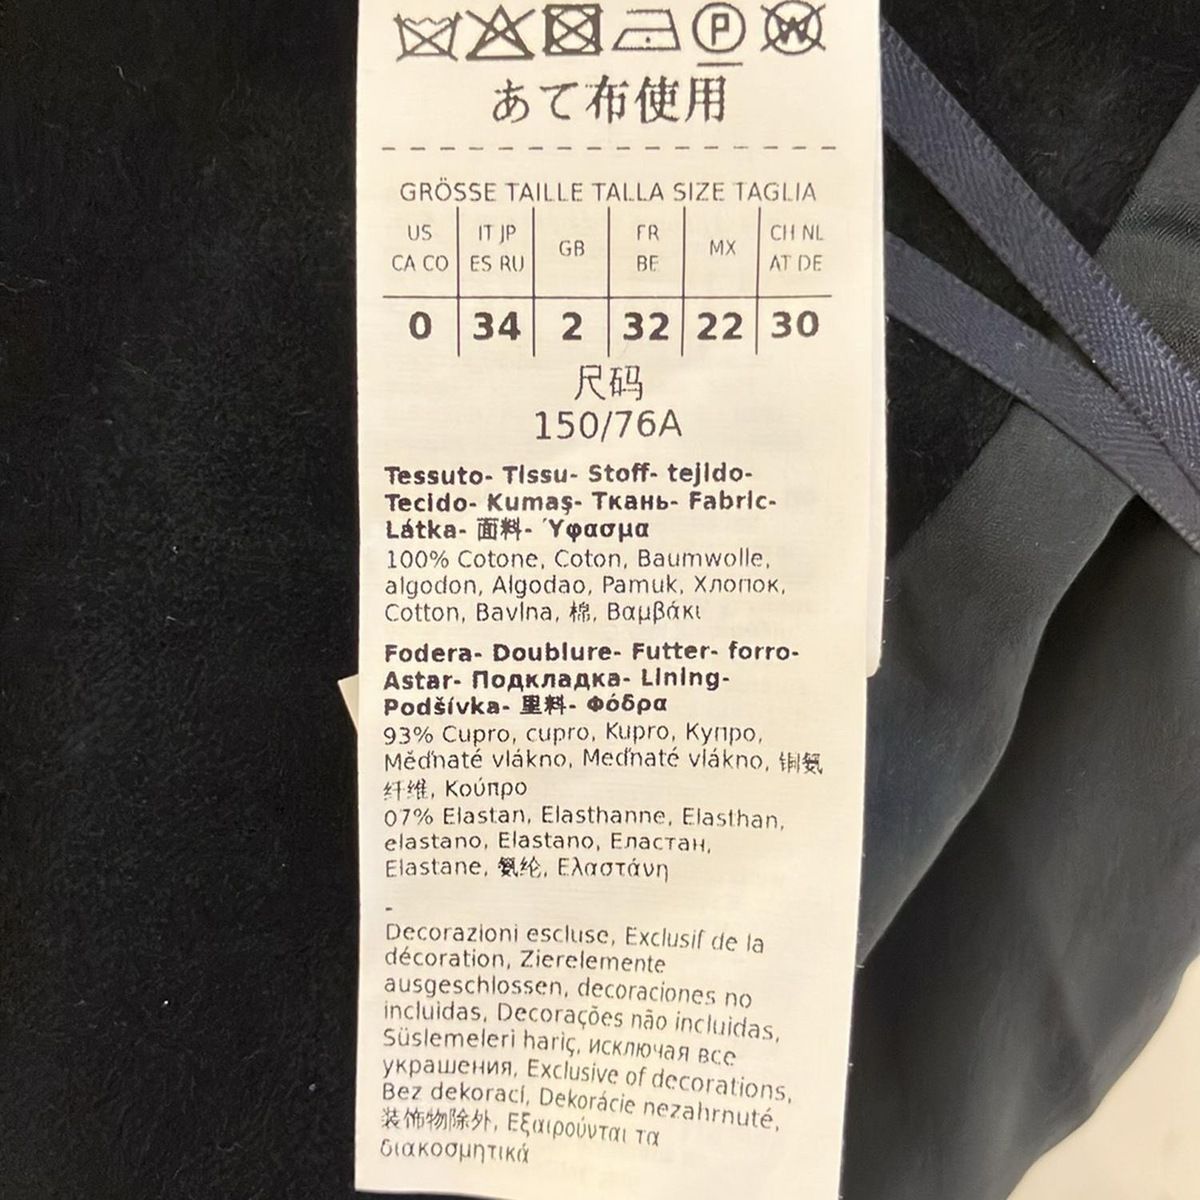 P W
あて布使用
GRÖSSE TAILLE TALLA SIZE TAGLIA
US CA CO IT JP ES RU GB FR BE MX CH NL AT DE
0 34 2 32 22 30
尺码
150/76A
Tessuto- Tissu- Stoff- tejido-
Tecido- Kumaş- Ткань- Fabric-
Látka- 面料- Ύφασμα
100% Cotone, Coton, Baumwolle,
algodon, Algodao, Pamuk, Хлопок,
Cotton, Bavlna, 棉, Βαμβάκι
Fodera- Doublure- Futter- forro-
Astar- Подкладка- Lining-
Podšívka- 里料- Φόδρα
93% Cupro, cupro, Kupro, Купро,
Měďnaté vlákno, Meďnaté vlákno, 铜氨
纤维, Κούπρο
07% Elastan, Elasthanne, Elasthan,
elastano, Elastano, Еластан,
Elastane, 氨纶, Ελαστάνη
-
Decorazioni escluse, Exclusif de la
décoration, Zierelemente
ausgeschlossen, decoraciones no
incluidas, Decorações não incluidas,
Süslemeleri hariç, исключая все
украшения, Exclusive of decorations,
Bez dekorací, Dekorácie nezahrnuté,
装饰物除外, Εξαιρούνται τα
διακοσμητικά